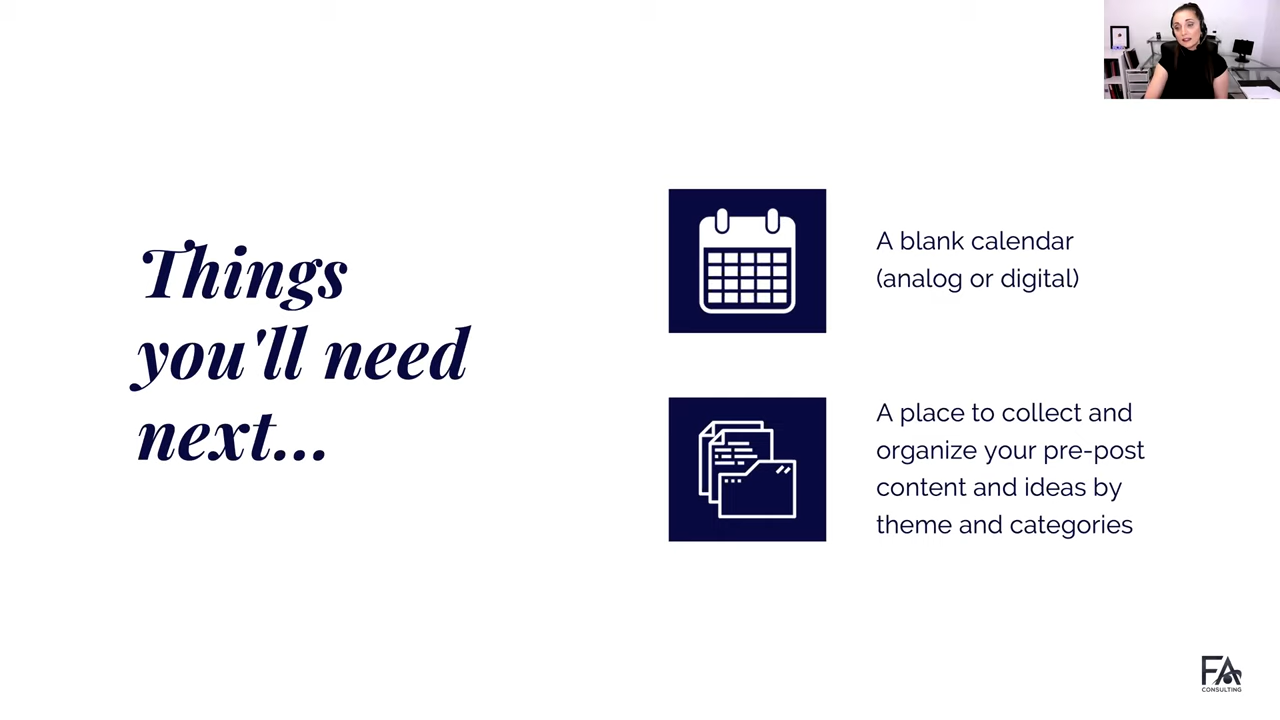 Things
you'll need
next...
A blank calendar
(analog or digital)
A place to collect and
organize your pre-post
content and ideas by
theme and categories
FA
CONSULTING